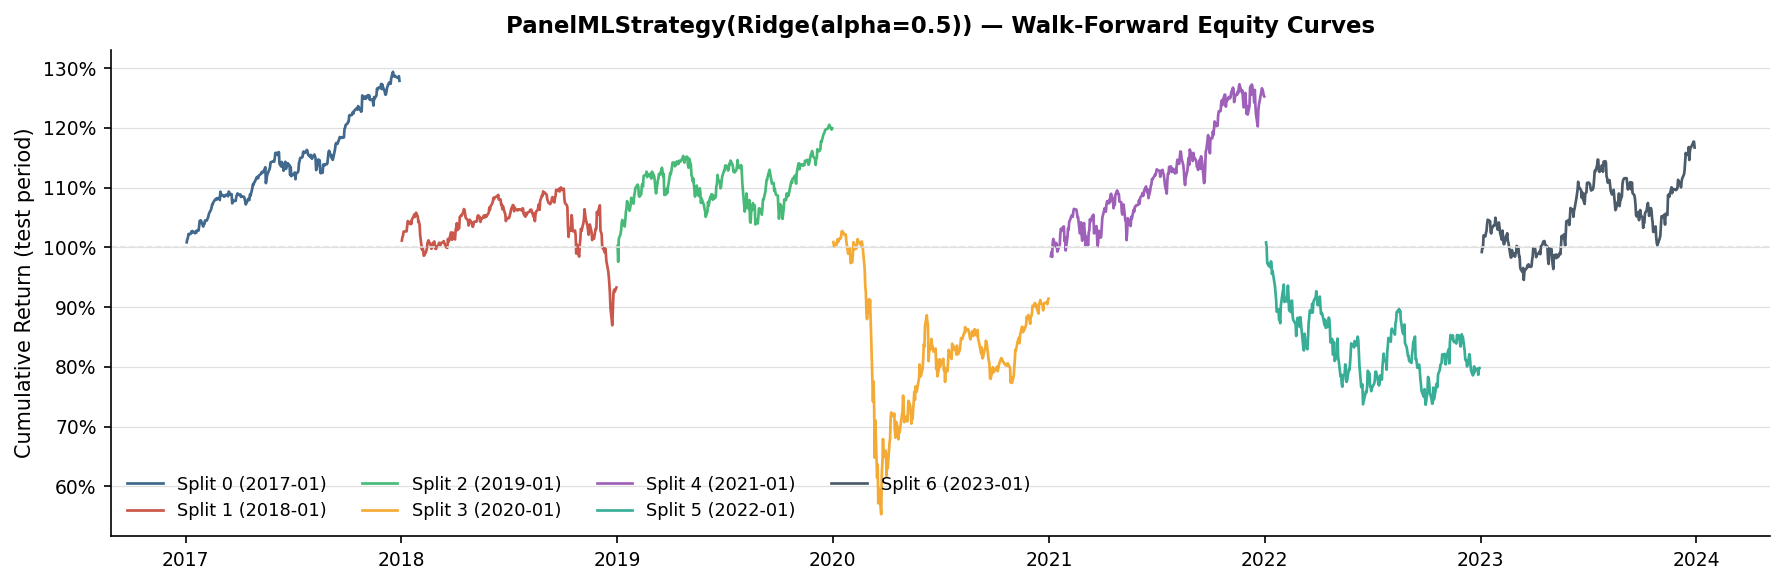 PanelMLStrategy(Ridge(alpha=0.5)) — Walk-Forward Equity Curves
Cumulative Return (test period)
130%
120%
110%
100%
90%
80%
70%
60%
Split 0 (2017-01) Split 2 (2019-01) Split 4 (2021-01) Split 6 (2023-01)
Split 1 (2018-01) Split 3 (2020-01) Split 5 (2022-01)
2017 2018 2019 2020 2021 2022 2023 2024